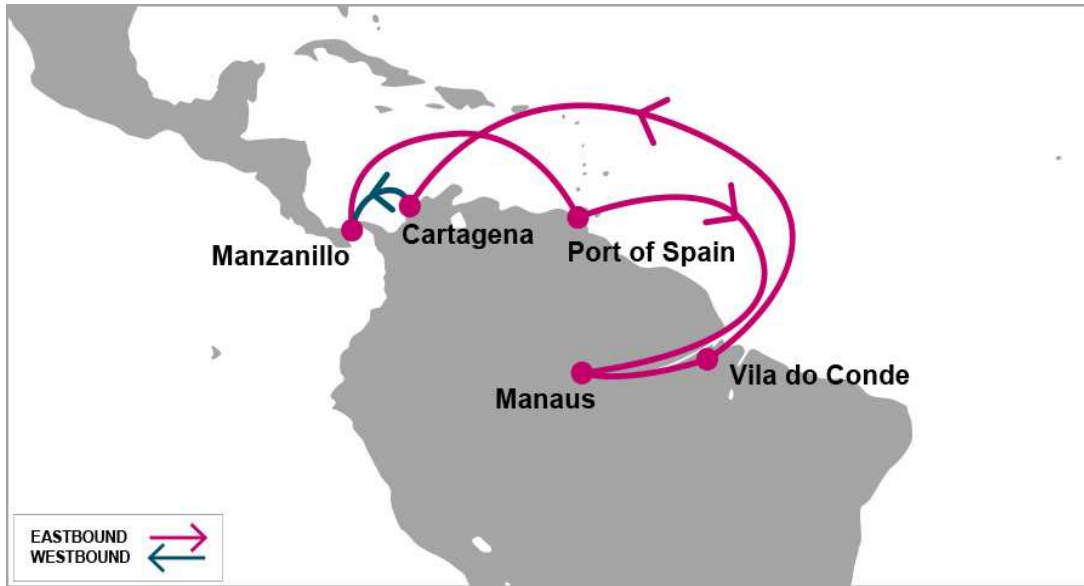 Manzanillo
Cartagena
Port of Spain
Manaus
Vila do Conde
EASTBOUND
WESTBOUND